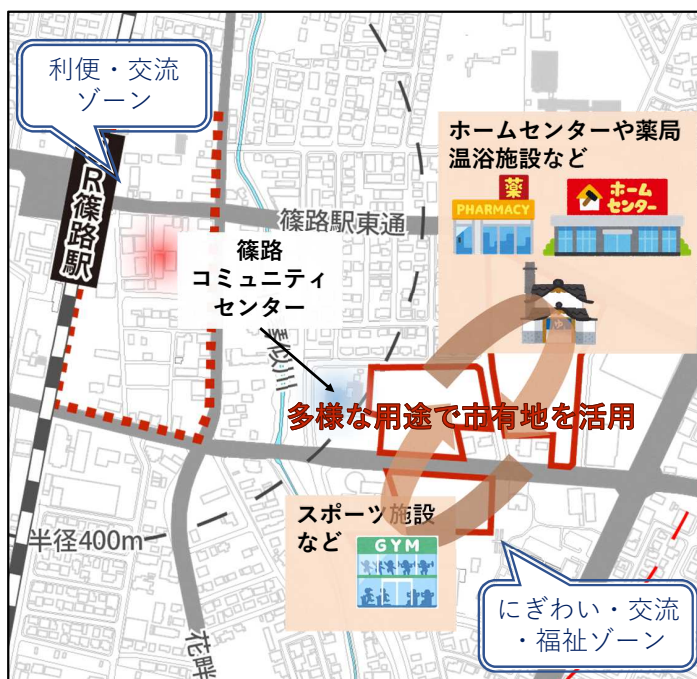 利便・交流
ゾーン
R篠路駅
ホームセンターや薬局
温浴施設など
薬
PHARMACY
ホーム
センター
篠路駅東通
篠路
コミュニティ
センター
多様な用途で市有地を活用
スポーツ施設
など
GYM
半径400m
花畔
にぎわい・交流
・福祉ゾーン